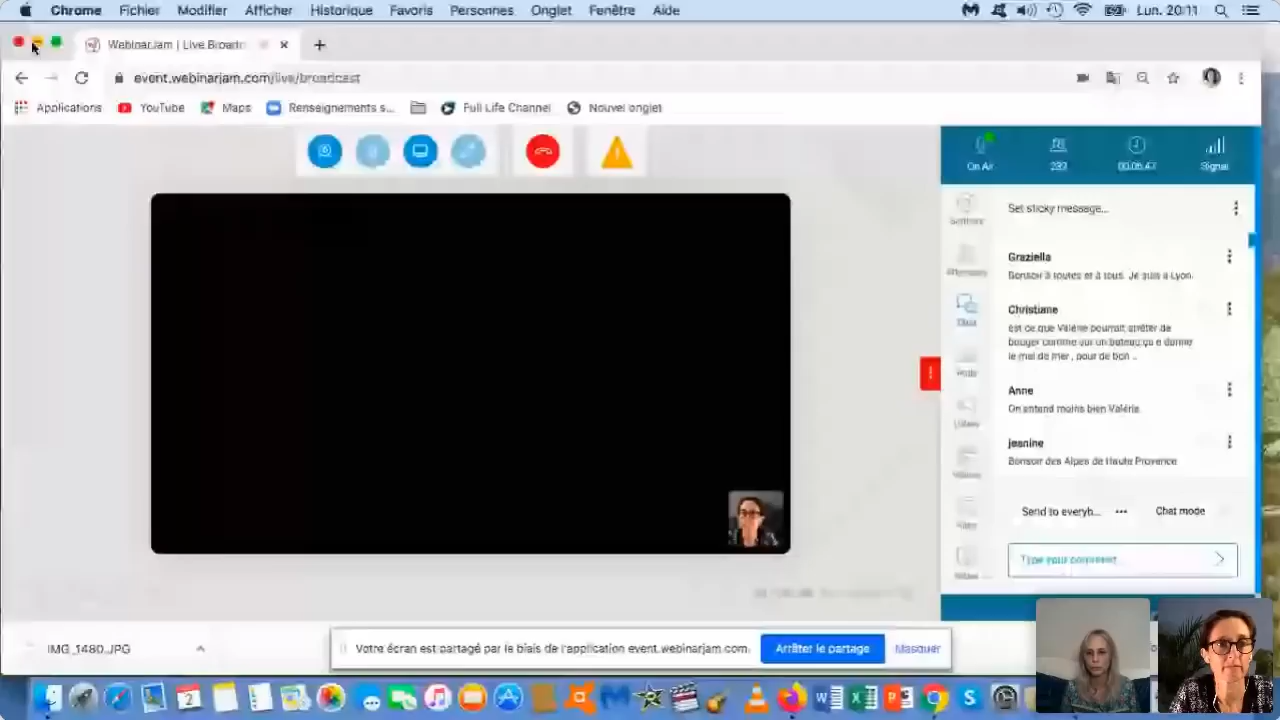 Chrome Fichier Modifier Afficher Historique Favoris Personnes Onglet Fenêtre Aide Lun. 20:11
WebinarJam | Live Broadc
event.webinarjam.com/live/broadcast
Applications YouTube Maps Renseignements s... Full Life Channel Nouvel onglet
On Air Signal
Set sticky message...
Graziella
Bonsoir à toutes et à tous. Je suis à Lyon.
Christiane
est ce que Valérie pourrait arrêter de
bouger comme sur un bateau,ça e donne
le mal de mer , pour de bon ..
Anne
On entend moins bien Valérie
jeanine
Bonsoir des Alpes de Haute Provence
Send to everyb... ••• Chat mode
Type your comment
IMG_1480.JPG
Votre écran est partagé par le biais de l'application event.webinarjam.com.
Arrêter le partage
Masquer